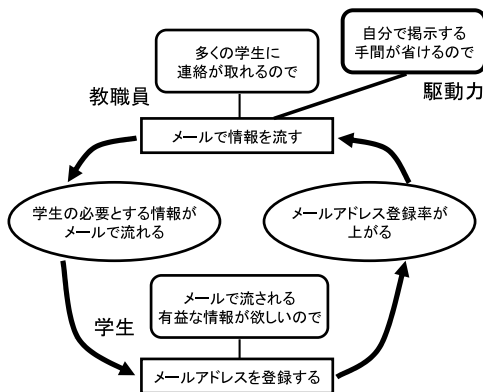 自分で掲示する
手間が省けるので
多くの学生に
連絡が取れるので
教職員
駆動力
メールで情報を流す
学生の必要とする情報が
メールで流れる
メールアドレス登録率が
上がる
メールで流される
有益な情報が欲しいので
学生
メールアドレスを登録する